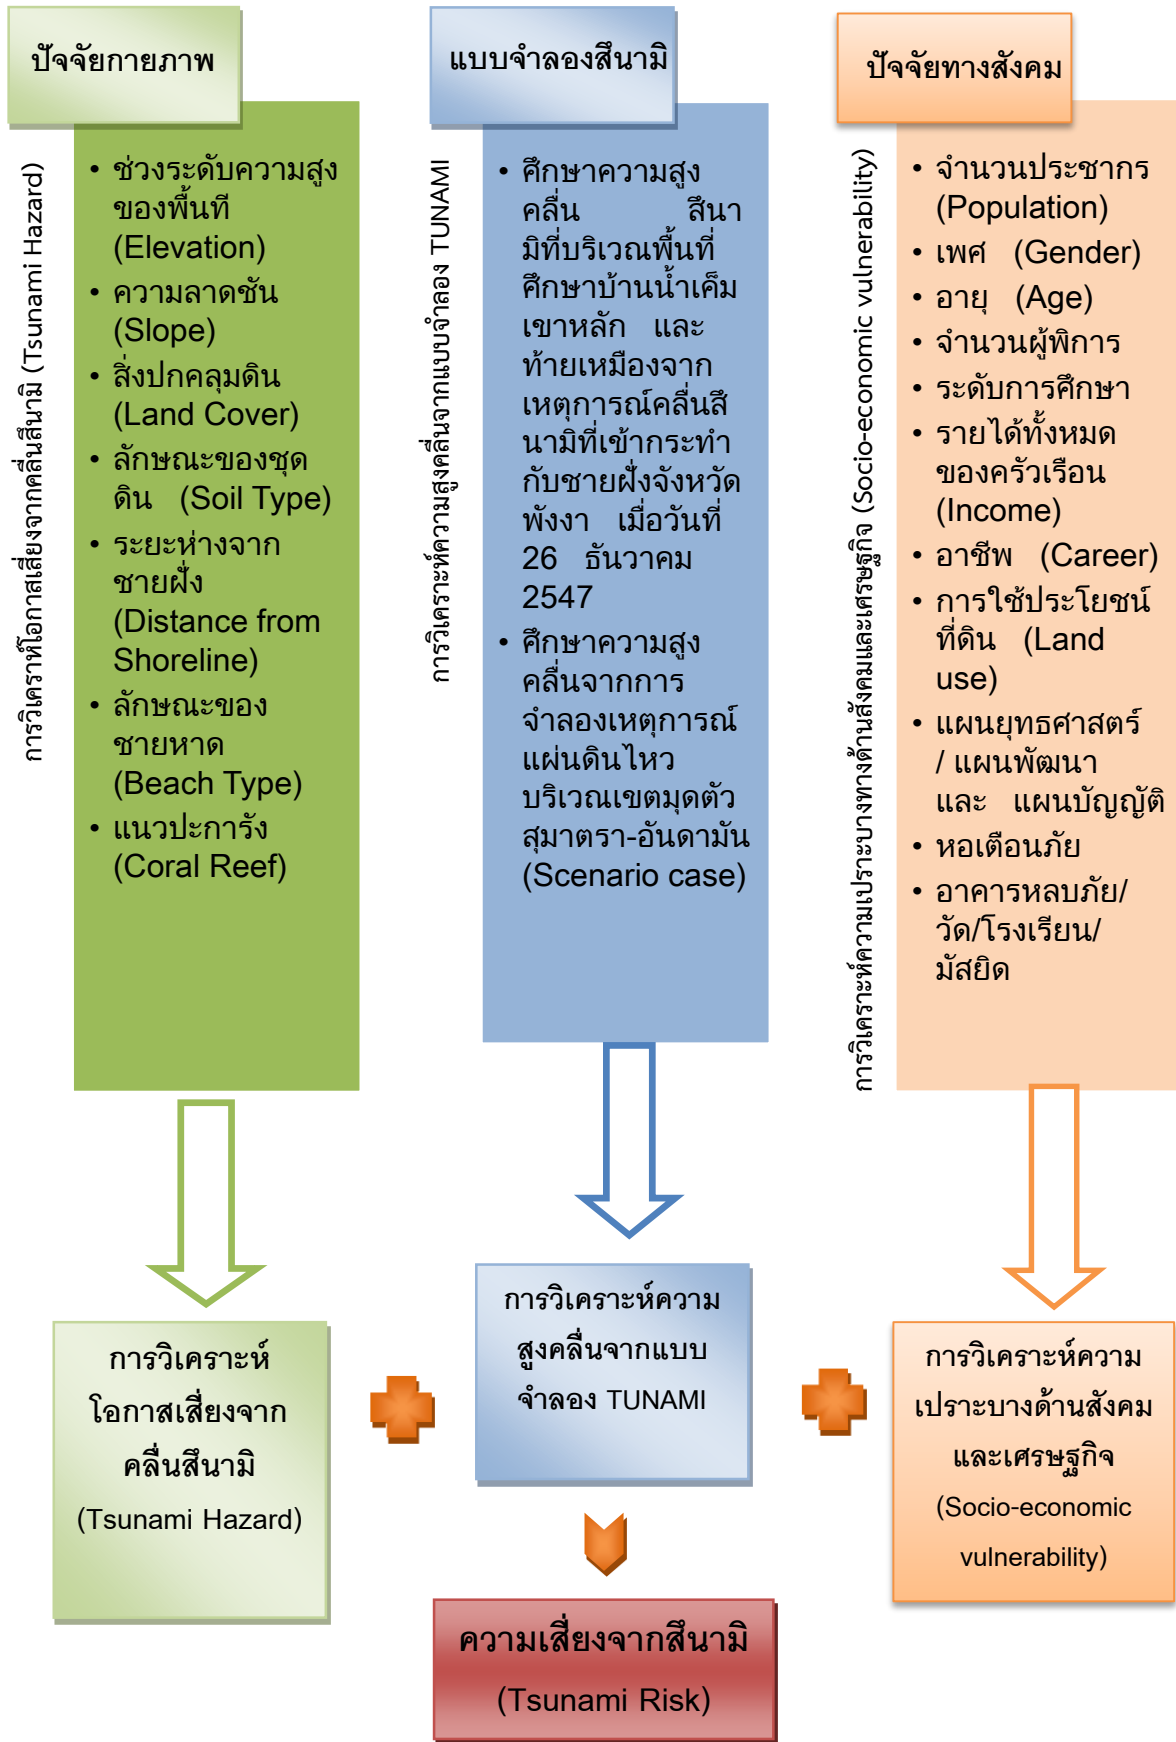 ปัจจัยกายภาพ
การวิเคราห์โอกาสเสี่ยงจากคลื่นสึนามิ (Tsunami Hazard)
• ช่วงระดับความสูง
ของพื้นที่
(Elevation)
• ความลาดชัน
(Slope)
• สิ่งปกคลุมดิน
(Land Cover)
• ลักษณะของชุด
ดิน (Soil Type)
• ระยะห่างจาก
ชายฝั่ง
(Distance from
Shoreline)
• ลักษณะของ
ชายหาด
(Beach Type)
• แนวปะการัง
(Coral Reef)
แบบจำลองสึนามิ
การวิเคราะห์ความสูงคลื่นจากแบบจำลอง TUNAMI
• ศึกษาความสูง
คลื่น สึนา
มิที่บริเวณพื้นที่
ศึกษาบ้านน้ำเค็ม
เขาหลัก และ
ท้ายเหมืองจาก
เหตุการณ์คลื่นสึ
นามิที่เข้ากระทำ
กับชายฝั่งจังหวัด
พังงา เมื่อวันที่
26 ธันวาคม
2547
• ศึกษาความสูง
คลื่นจากการ
จำลองเหตุการณ์
แผ่นดินไหว
บริเวณเขตมุดตัว
สุมาตรา-อันดามัน
(Scenario case)
ปัจจัยทางสังคม
การวิเคราะห์ความเปราะบางทางด้านสังคมและเศรษฐกิจ (Socio-economic vulnerability)
• จำนวนประชากร
(Population)
• เพศ (Gender)
• อายุ (Age)
• จำนวนผู้พิการ
• ระดับการศึกษา
• รายได้ทั้งหมด
ของครัวเรือน
(Income)
• อาชีพ (Career)
• การใช้ประโยชน์
ที่ดิน (Land
use)
• แผนยุทธศาสตร์
/ แผนพัฒนา
และ แผนบัญญัติ
• หอเตือนภัย
• อาคารหลบภัย/
วัด/โรงเรียน/
มัสยิด
การวิเคราะห์
โอกาสเสี่ยงจาก
คลื่นสึนามิ
(Tsunami Hazard)
การวิเคราะห์ความ
สูงคลื่นจากแบบ
จำลอง TUNAMI
การวิเคราะห์ความ
เปราะบางด้านสังคม
และเศรษฐกิจ
(Socio-economic
vulnerability)
ความเสี่ยงจากสึนามิ
(Tsunami Risk)